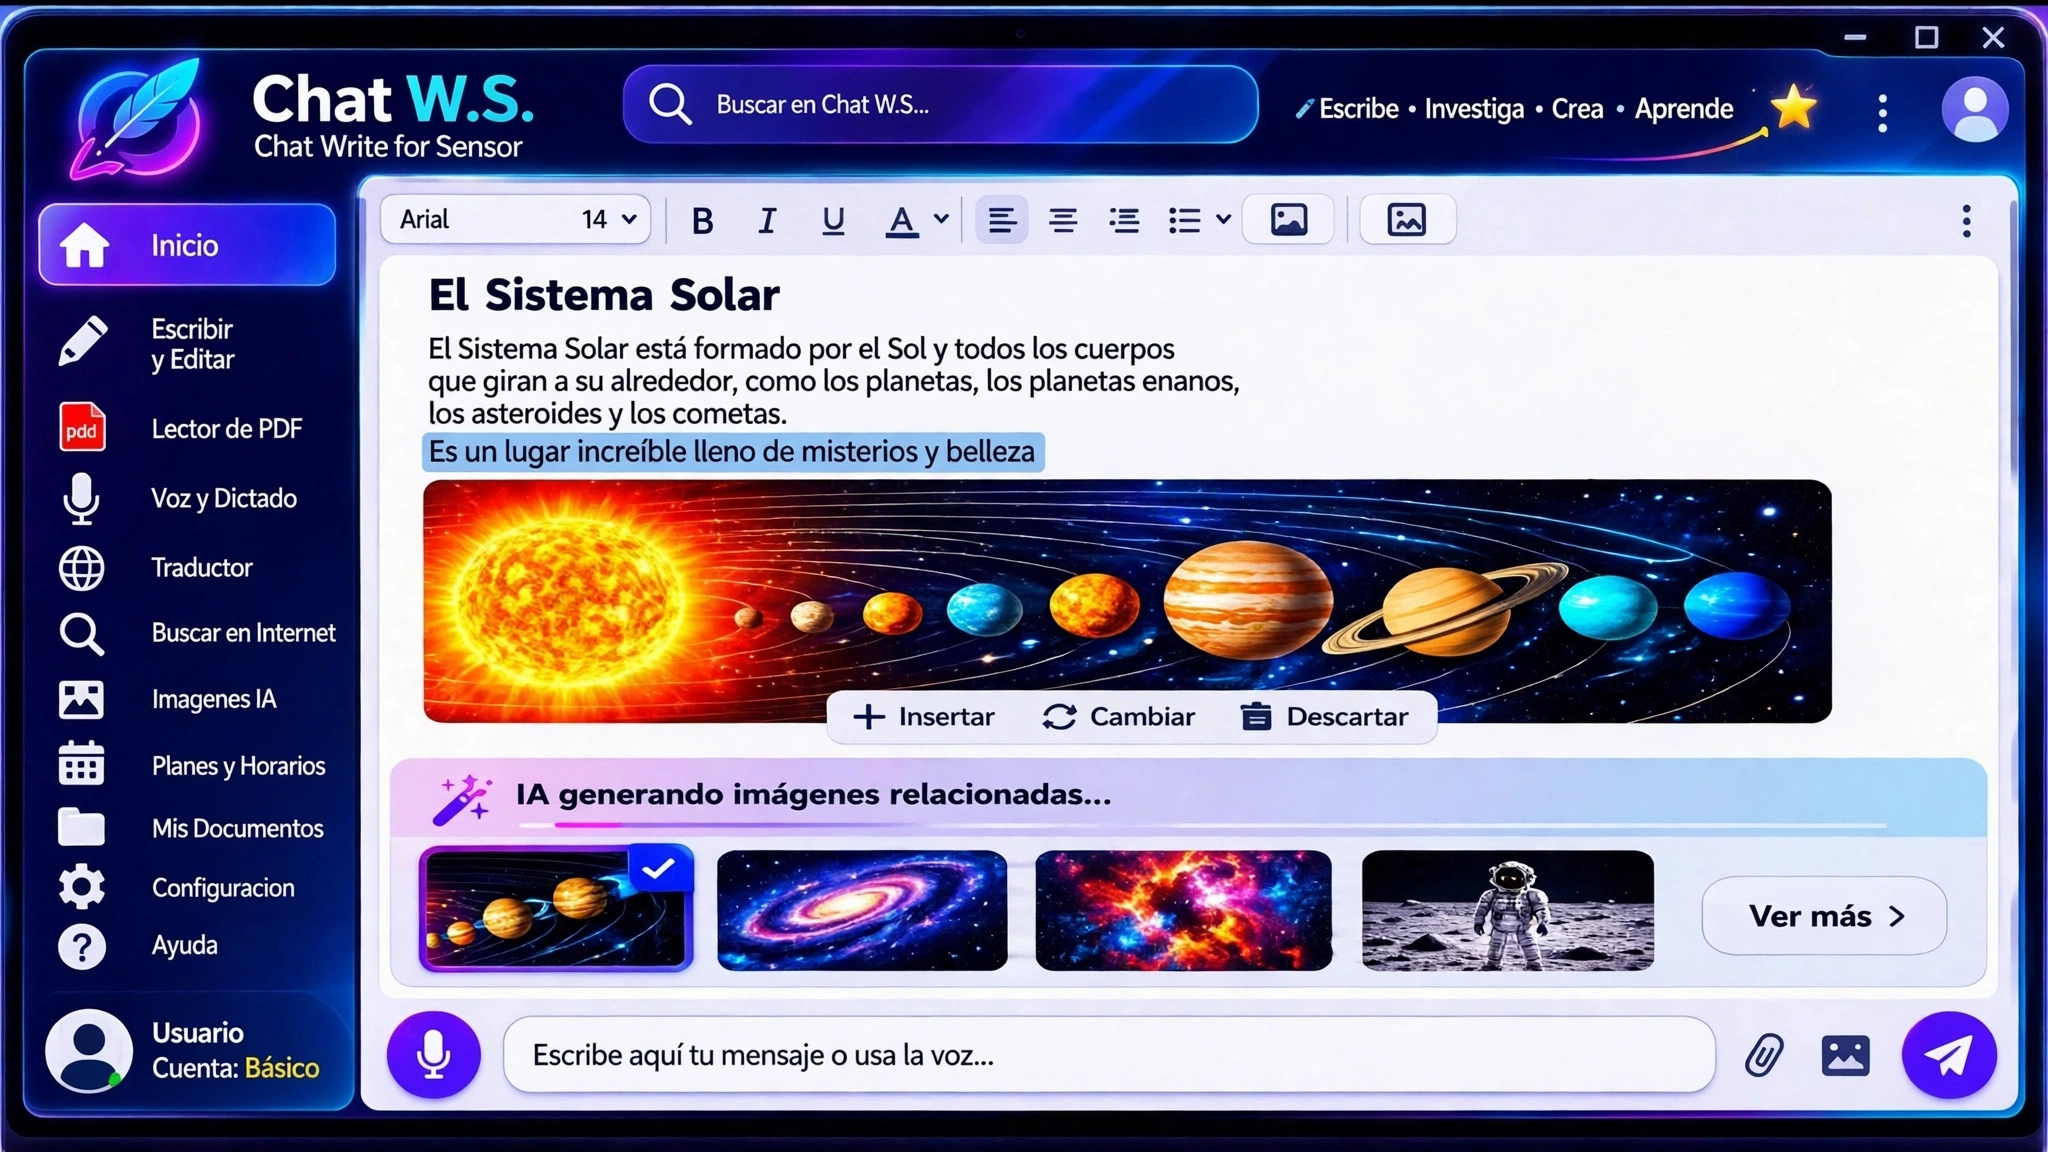 Chat W.S.
Chat Write for Sensor
Buscar en Chat W.S...
Escribe • Investiga • Crea • Aprende
Inicio
Escribir
y Editar
pdd
Lector de PDF
Voz y Dictado
Traductor
Buscar en Internet
Imagenes IA
Planes y Horarios
Mis Documentos
Configuracion
Ayuda
Usuario
Cuenta: Básico
Arial 14 B I U A
El Sistema Solar
El Sistema Solar está formado por el Sol y todos los cuerpos
que giran a su alrededor, como los planetas, los planetas enanos,
los asteroides y los cometas.
Es un lugar increíble lleno de misterios y belleza
Insertar Cambiar Descartar
IA generando imágenes relacionadas...
Ver más >
Escribe aquí tu mensaje o usa la voz...